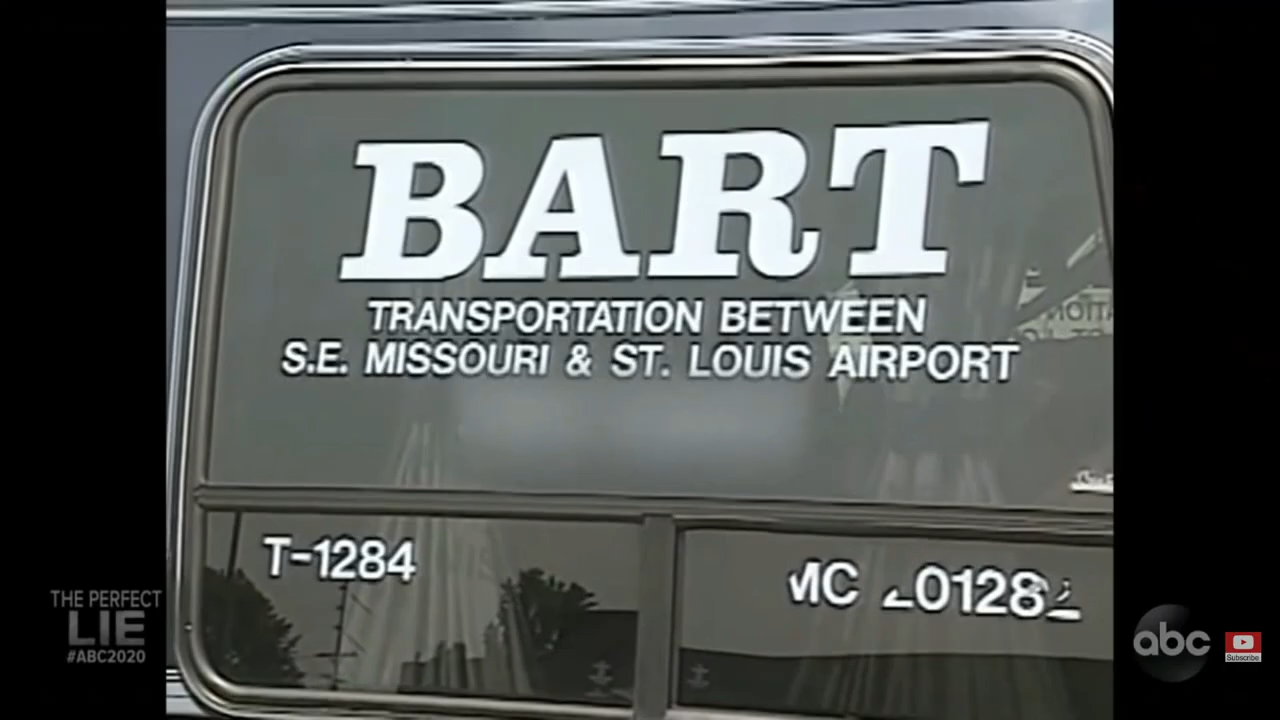 BART
TRANSPORTATION BETWEEN
S.E. MISSOURI & ST. LOUIS AIRPORT
T-1284
MC
THE PERFECT
LIE
#ABC2020
abc
Subscribe